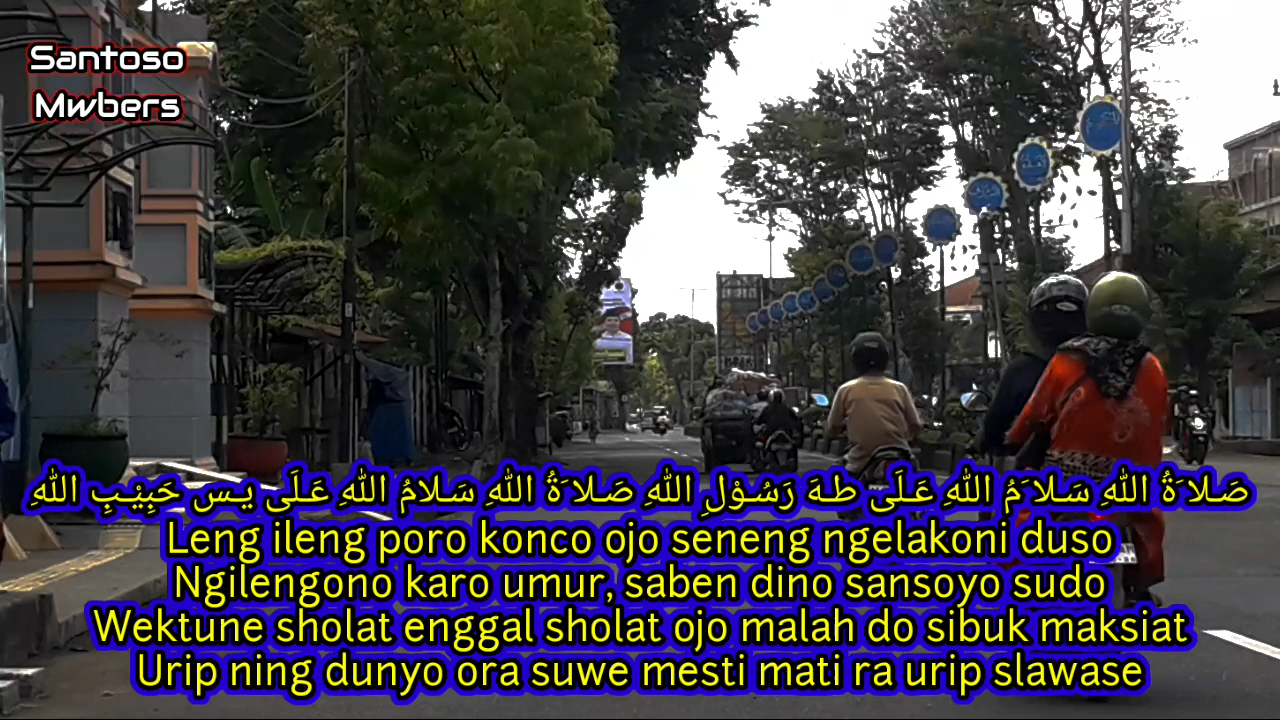 Santoso
Mwbers
صَلاَةُ اللهِ سَلاَمُ اللهِ عَلَى طهَ رَسُوْلِ اللهِ صَلاَةُ اللهِ سَلامُ اللهِ عَلَى يس حَبِيْبِ اللهِ
Leng ileng poro konco ojo seneng ngelakoni duso
Ngilengono karo umur, saben dino sansoyo sudo
Wektune sholat enggal sholat ojo malah do sibuk maksiat
Urip ning dunyo ora suwe mesti mati ra urip slawase